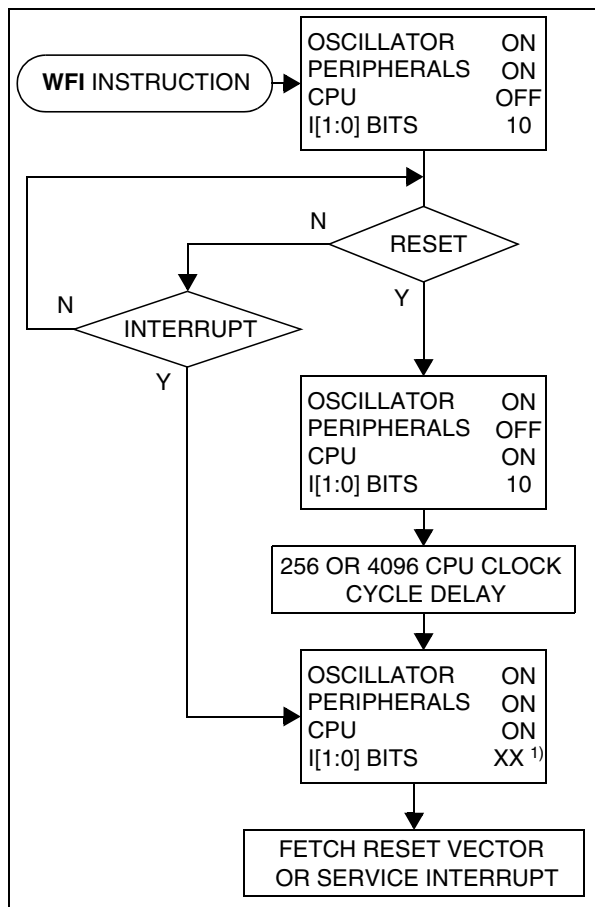 WFI INSTRUCTION
OSCILLATOR ON
PERIPHERALS ON
CPU OFF
I[1:0] BITS 10
N
RESET
Y
N
INTERRUPT
Y
OSCILLATOR ON
PERIPHERALS OFF
CPU ON
I[1:0] BITS 10
256 OR 4096 CPU CLOCK
CYCLE DELAY
OSCILLATOR ON
PERIPHERALS ON
CPU ON
I[1:0] BITS XX 1)
FETCH RESET VECTOR
OR SERVICE INTERRUPT